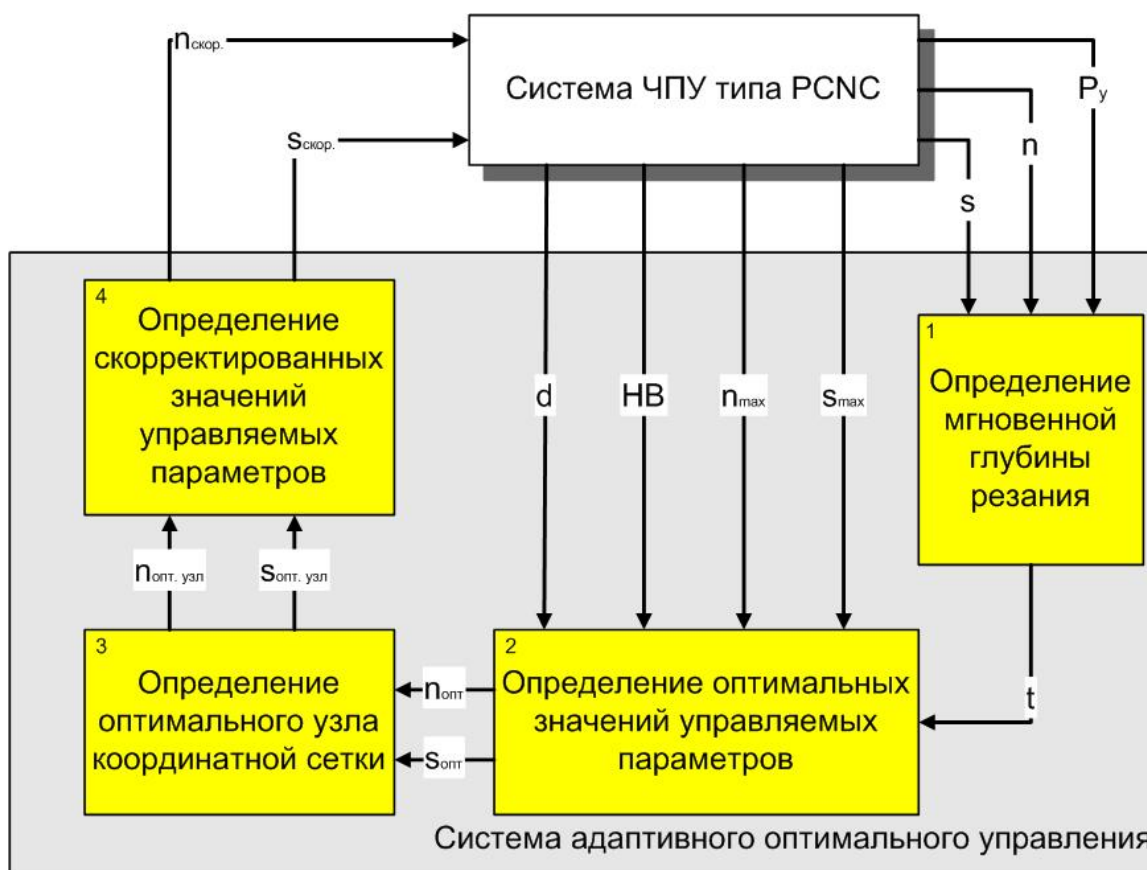 nскор.
Система ЧПУ типа PCNC
Py
sскор.
n
s
4
Определение
скорректированных
значений
управляемых
параметров
d
HB
nmax
smax
1
Определение
мгновенной
глубины
резания
nопт. узл
sопт. узл
3
Определение
оптимального узла
координатной сетки
nопт
sопт
2
Определение оптимальных
значений управляемых
параметров
t
Система адаптивного оптимального управления